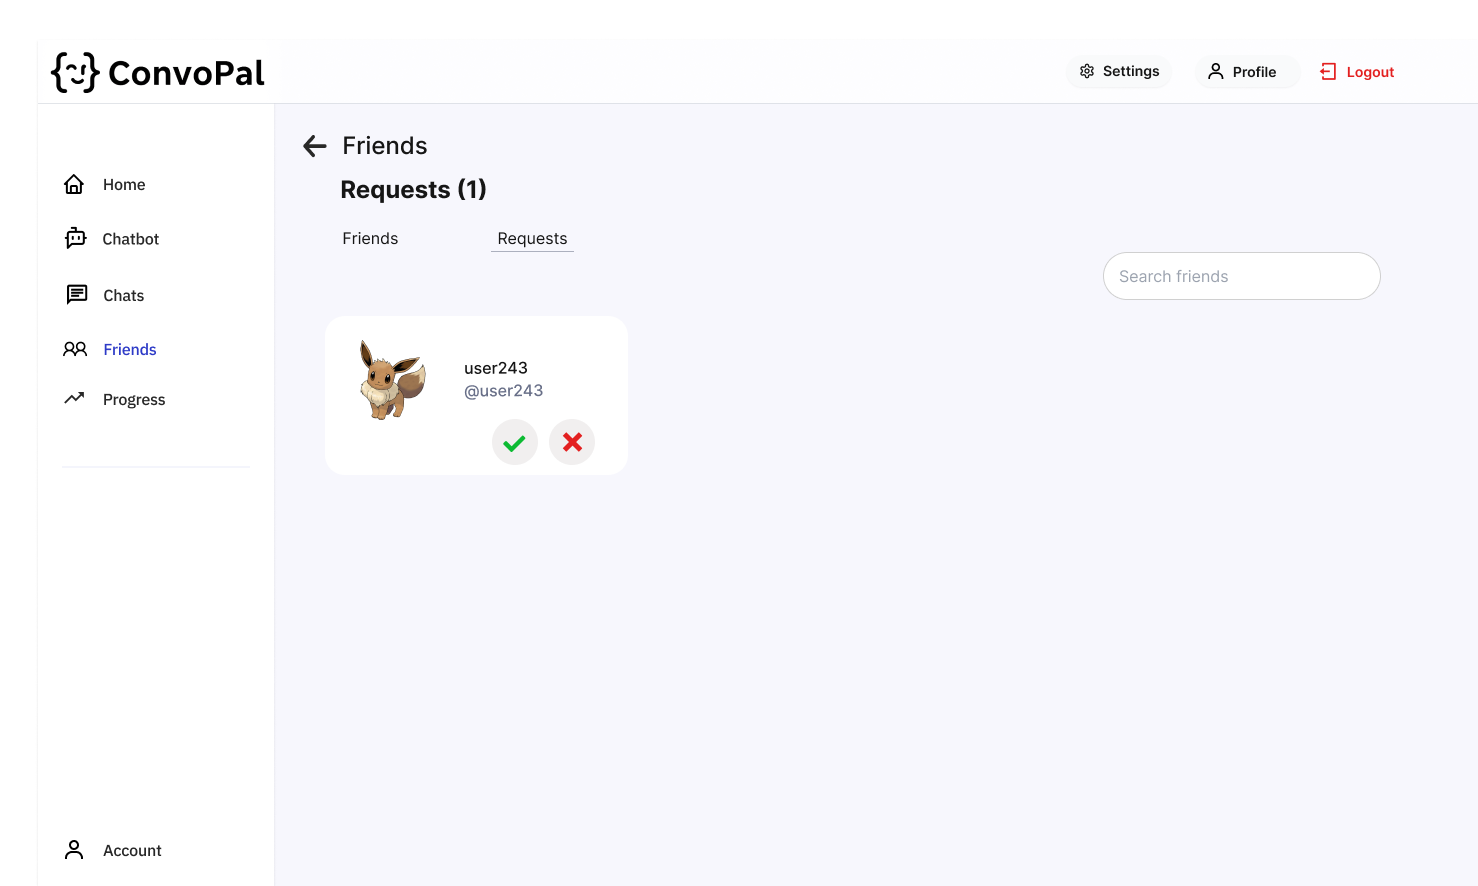 ConvoPal
Settings
Profile
Logout
Home
Chatbot
Chats
Friends
Progress
Account
Friends
Requests (1)
Friends
Requests
Search friends
user243
@user243